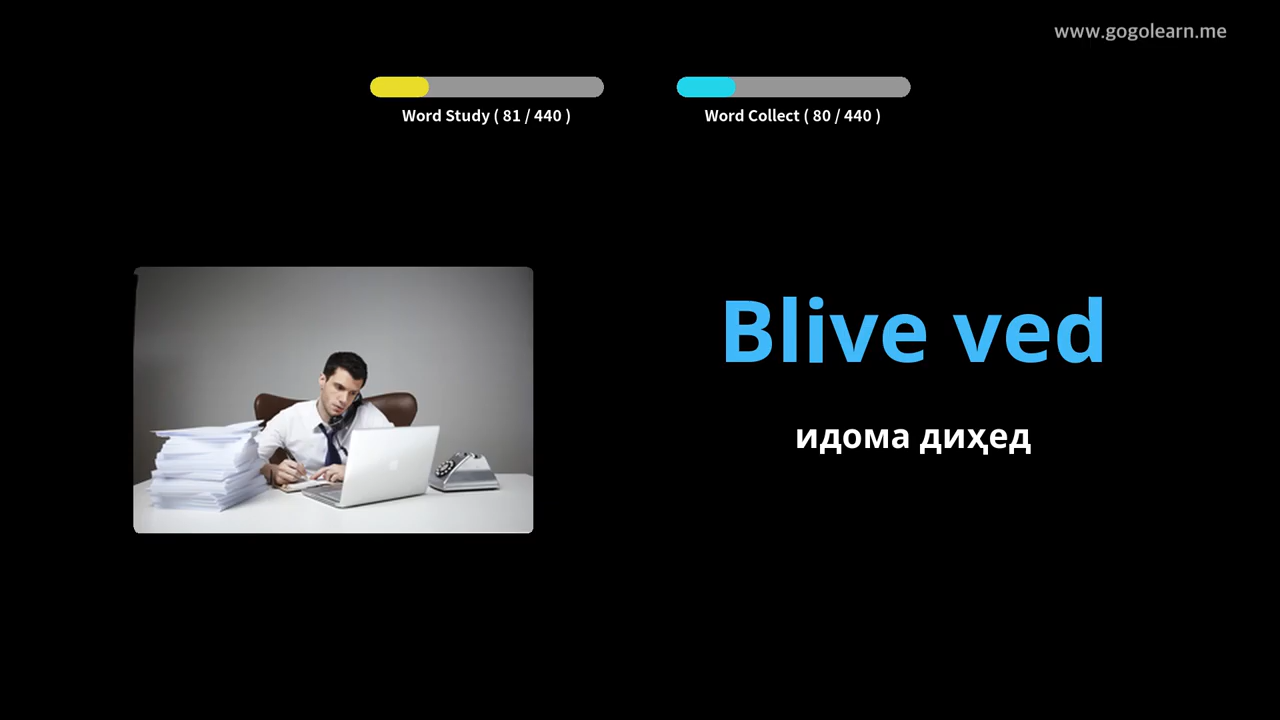 www.gogolearn.me
Word Study ( 81 / 440 )
Word Collect ( 80 / 440 )
Blive ved
идома диҳед